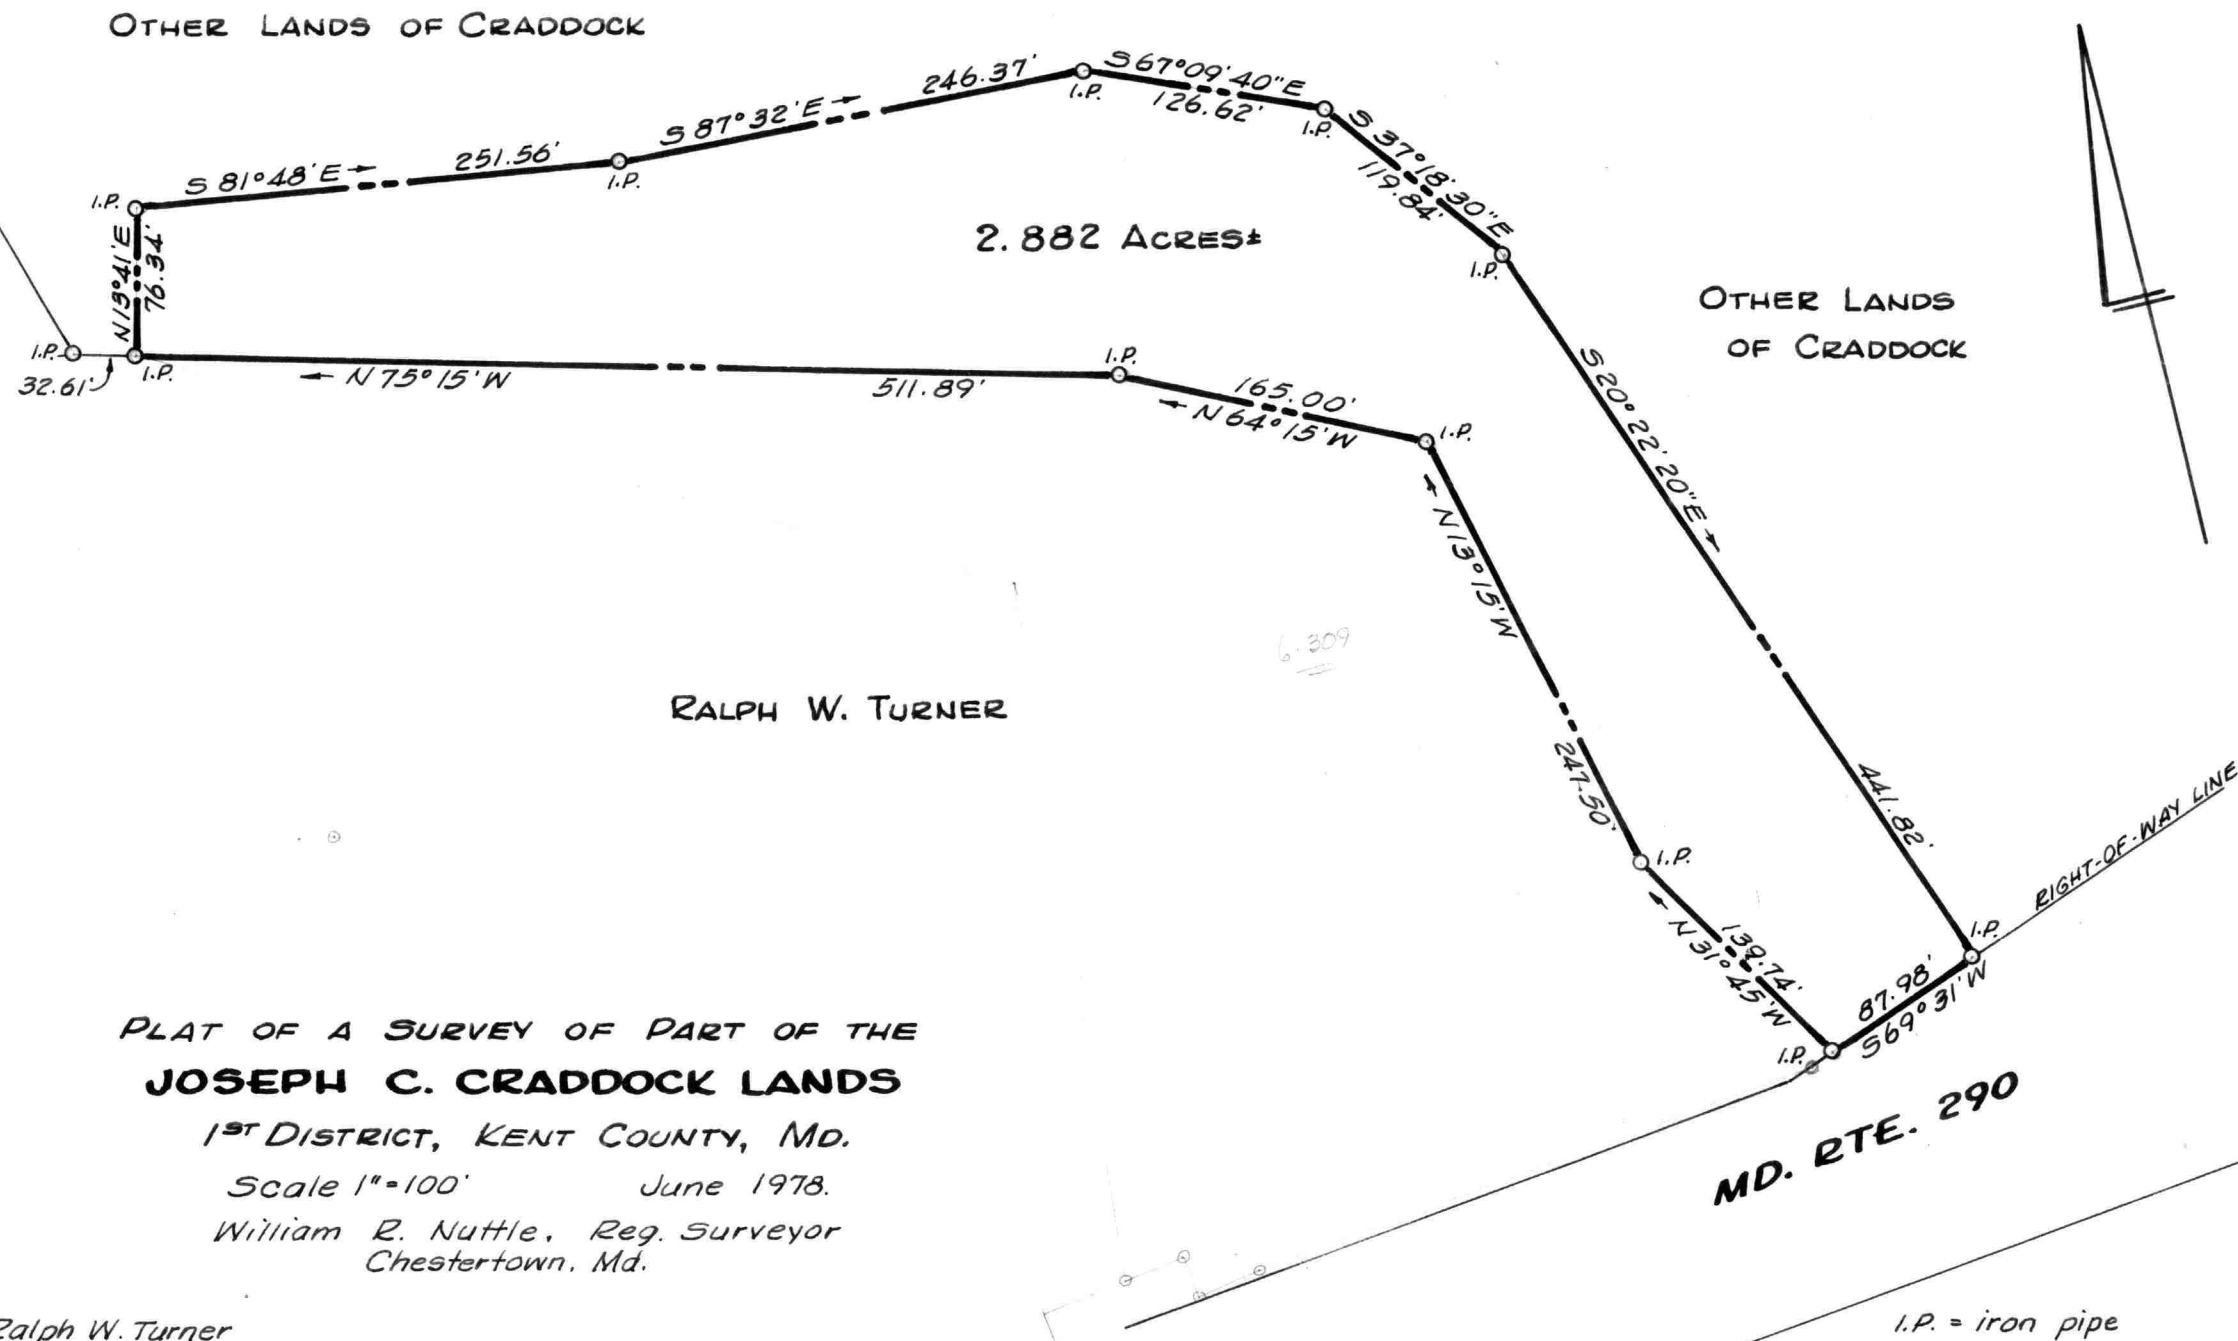 OTHER LANDS OF CRADDOCK
S 81°48' E →
251.56'
S 87°32' E →
246.37'
S 67°09'40" E
126.62'
S 37°18'30" E
119.84'
S 20°22'20" E →
441.82'
I.P.
I.P.
I.P.
I.P.
I.P.
N 13°41' E
76.34'
2.882 ACRES±
OTHER LANDS
OF CRADDOCK
I.P.
32.61'
I.P.
← N 75°15' W
511.89'
I.P.
165.00'
← N 64°15' W
I.P.
← N 13°15' W
247.50'
6.309
RALPH W. TURNER
I.P.
139.74'
← N 31°45' W
I.P.
87.98'
S 69°31' W
I.P.
RIGHT-OF-WAY LINE
MD. RTE. 290
PLAT OF A SURVEY OF PART OF THE
JOSEPH C. CRADDOCK LANDS
1ST DISTRICT, KENT COUNTY, MD.
Scale 1"=100' June 1978.
William R. Nuttle, Reg. Surveyor
Chestertown, Md.
Ralph W. Turner
I.P. = iron pipe